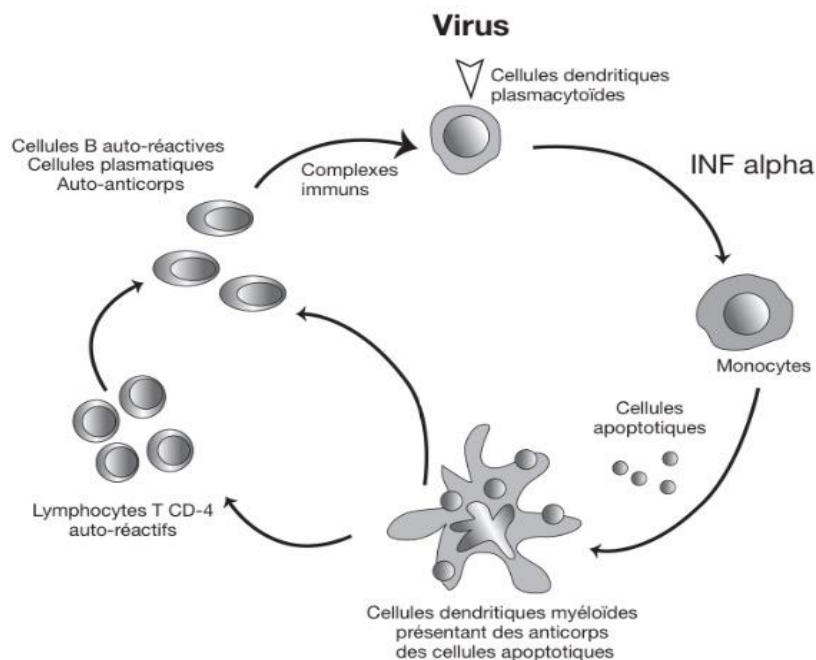 Virus
Cellules dendritiques
plasmacytoïdes
Cellules B auto-réactives
Cellules plasmatiques
Auto-anticorps
Complexes
immuns
INF alpha
Monocytes
Cellules
apoptotiques
Lymphocytes T CD-4
auto-réactifs
Cellules dendritiques myéloïdes
présentant des anticorps
des cellules apoptotiques